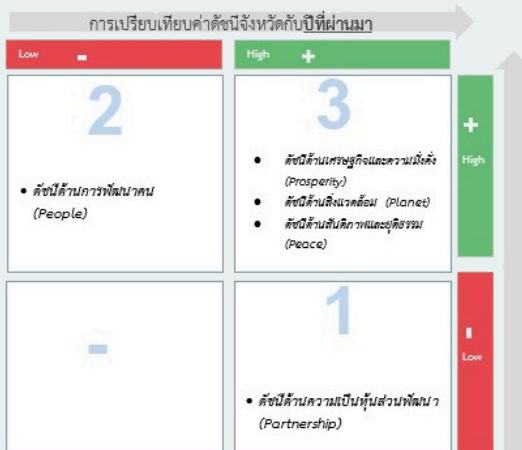 การเปรียบเทียบค่าดัชนีจังหวัดกับปีที่ผ่านมา
Low -
High +
2
• ดัชนีด้านการพัฒนาคน
(People)
3
• ดัชนีด้านเศรษฐกิจและความมั่งคั่ง
(Prosperity)
• ดัชนีด้านสิ่งแวดล้อม (Planet)
• ดัชนีด้านสันติภาพและยุติธรรม
(Peace)
+
High
-
1
• ดัชนีด้านความเป็นหุ้นส่วนพัฒนา
(Partnership)
-
Low